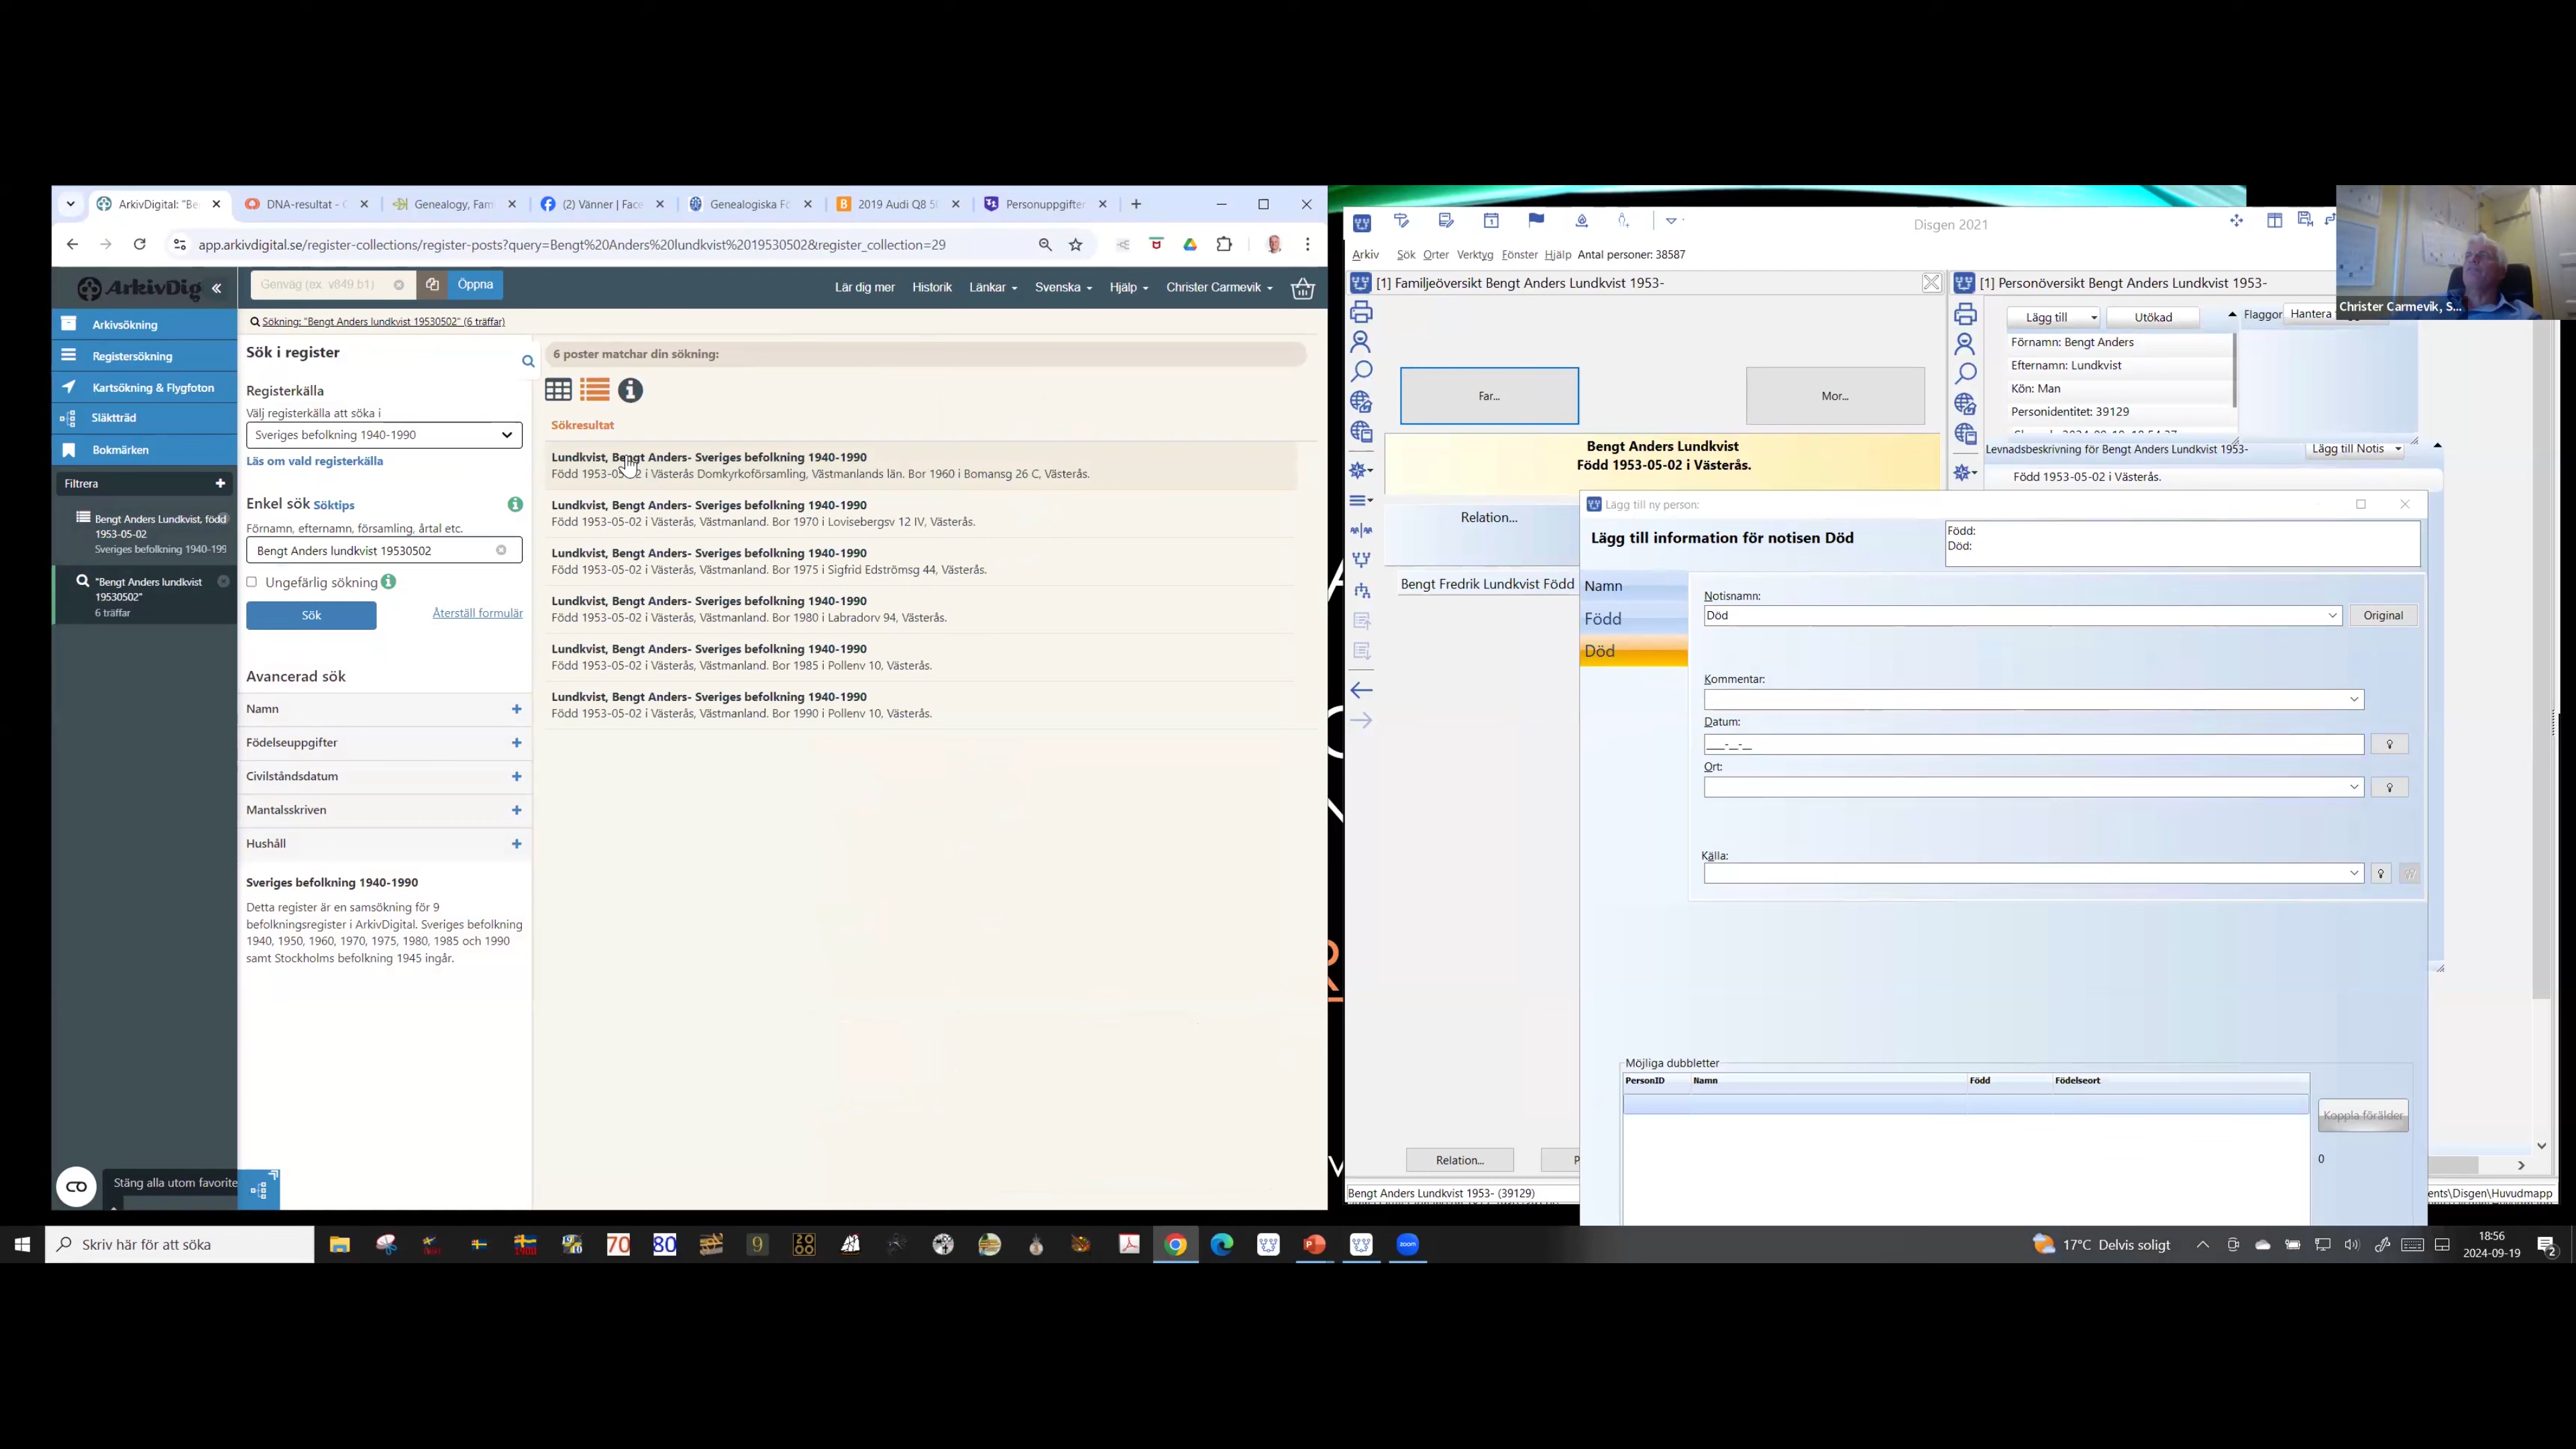 ArkivDigital: "Be
DNA-resultat - G
Genealogy, Fam
(2) Vänner | Face
Genealogiska Fö
2019 Audi Q8 50
Personuppgifter
app.arkivdigital.se/register-collections/register-posts?query=Bengt%20Anders%20lundkvist%2019530502&register_collection=29
ArkivDig
Genväg (ex. v849 b1)
Öppna
Lär dig mer
Historik
Länkar
Svenska
Hjälp
Christer Carmevik
Arkivsökning
Registersökning
Kartsökning & Flygfoton
Släktträd
Bokmärken
Filtrera
Bengt Anders Lundkvist, född
1953-05-02
Sveriges befolkning 1940-199
"Bengt Anders lundkvist
19530502"
6 träffar
Stäng alla utom favorite
Sökning: "Bengt Anders lundkvist 19530502" (6 träffar)
Sök i register
Registerkälla
Välj registerkälla att söka i
Sveriges befolkning 1940-1990
Läs om vald registerkälla
Enkel sök Söktips
Förnamn, efternamn, församling, årtal etc.
Bengt Anders lundkvist 19530502
Ungefärlig sökning
Sök
Återställ formulär
Avancerad sök
Namn
Födelseuppgifter
Civilståndsdatum
Mantalsskriven
Hushåll
Sveriges befolkning 1940-1990
Detta register är en samsökning för 9
befolkningsregister i ArkivDigital. Sveriges befolkning
1940, 1950, 1960, 1970, 1975, 1980, 1985 och 1990
samt Stockholms befolkning 1945 ingår.
6 poster matchar din sökning:
Sökresultat
Lundkvist, Bengt Anders- Sveriges befolkning 1940-1990
Född 1953-05-02 i Västerås Domkyrkoförsamling, Västmanlands län. Bor 1960 i Bomansg 26 C, Västerås.
Lundkvist, Bengt Anders- Sveriges befolkning 1940-1990
Född 1953-05-02 i Västerås, Västmanland. Bor 1970 i Lovisebergsv 12 IV, Västerås.
Lundkvist, Bengt Anders- Sveriges befolkning 1940-1990
Född 1953-05-02 i Västerås, Västmanland. Bor 1975 i Sigfrid Edströmsg 44, Västerås.
Lundkvist, Bengt Anders- Sveriges befolkning 1940-1990
Född 1953-05-02 i Västerås, Västmanland. Bor 1980 i Labradorv 94, Västerås.
Lundkvist, Bengt Anders- Sveriges befolkning 1940-1990
Född 1953-05-02 i Västerås, Västmanland. Bor 1985 i Pollenv 10, Västerås.
Lundkvist, Bengt Anders- Sveriges befolkning 1940-1990
Född 1953-05-02 i Västerås, Västmanland. Bor 1990 i Pollenv 10, Västerås.
Disgen 2021
Arkiv Sök Orter Verktyg Fönster Hjälp Antal personer: 38587
[1] Familjeöversikt Bengt Anders Lundkvist 1953-
Far...
Mor...
Bengt Anders Lundkvist
Född 1953-05-02 i Västerås.
Relation...
Bengt Fredrik Lundkvist Född
Relation...
P
Bengt Anders Lundkvist 1953- (39129)
[1] Personöversikt Bengt Anders Lundkvist 1953-
Lägg till
Utökad
Flaggor
Hantera
Förnamn: Bengt Anders
Efternamn: Lundkvist
Kön: Man
Personidentitet: 39129
Levnadsbeskrivning för Bengt Anders Lundkvist 1953-
Lägg till Notis
Född 1953-05-02 i Västerås.
Christer Carmevik, S...
Lägg till ny person:
Lägg till information för notisen Död
Född:
Död:
Namn
Född
Död
Notisnamn:
Död
Original
Kommentar:
Datum:
Ort:
Källa:
Möjliga dubbletter
PersonID Namn Född Födelseort
Koppla förälder
0
ents\Disgen\Huvudmapp
Skriv här för att söka
70
80
9
zoom
17°C Delvis soligt
18:56
2024-09-19
2